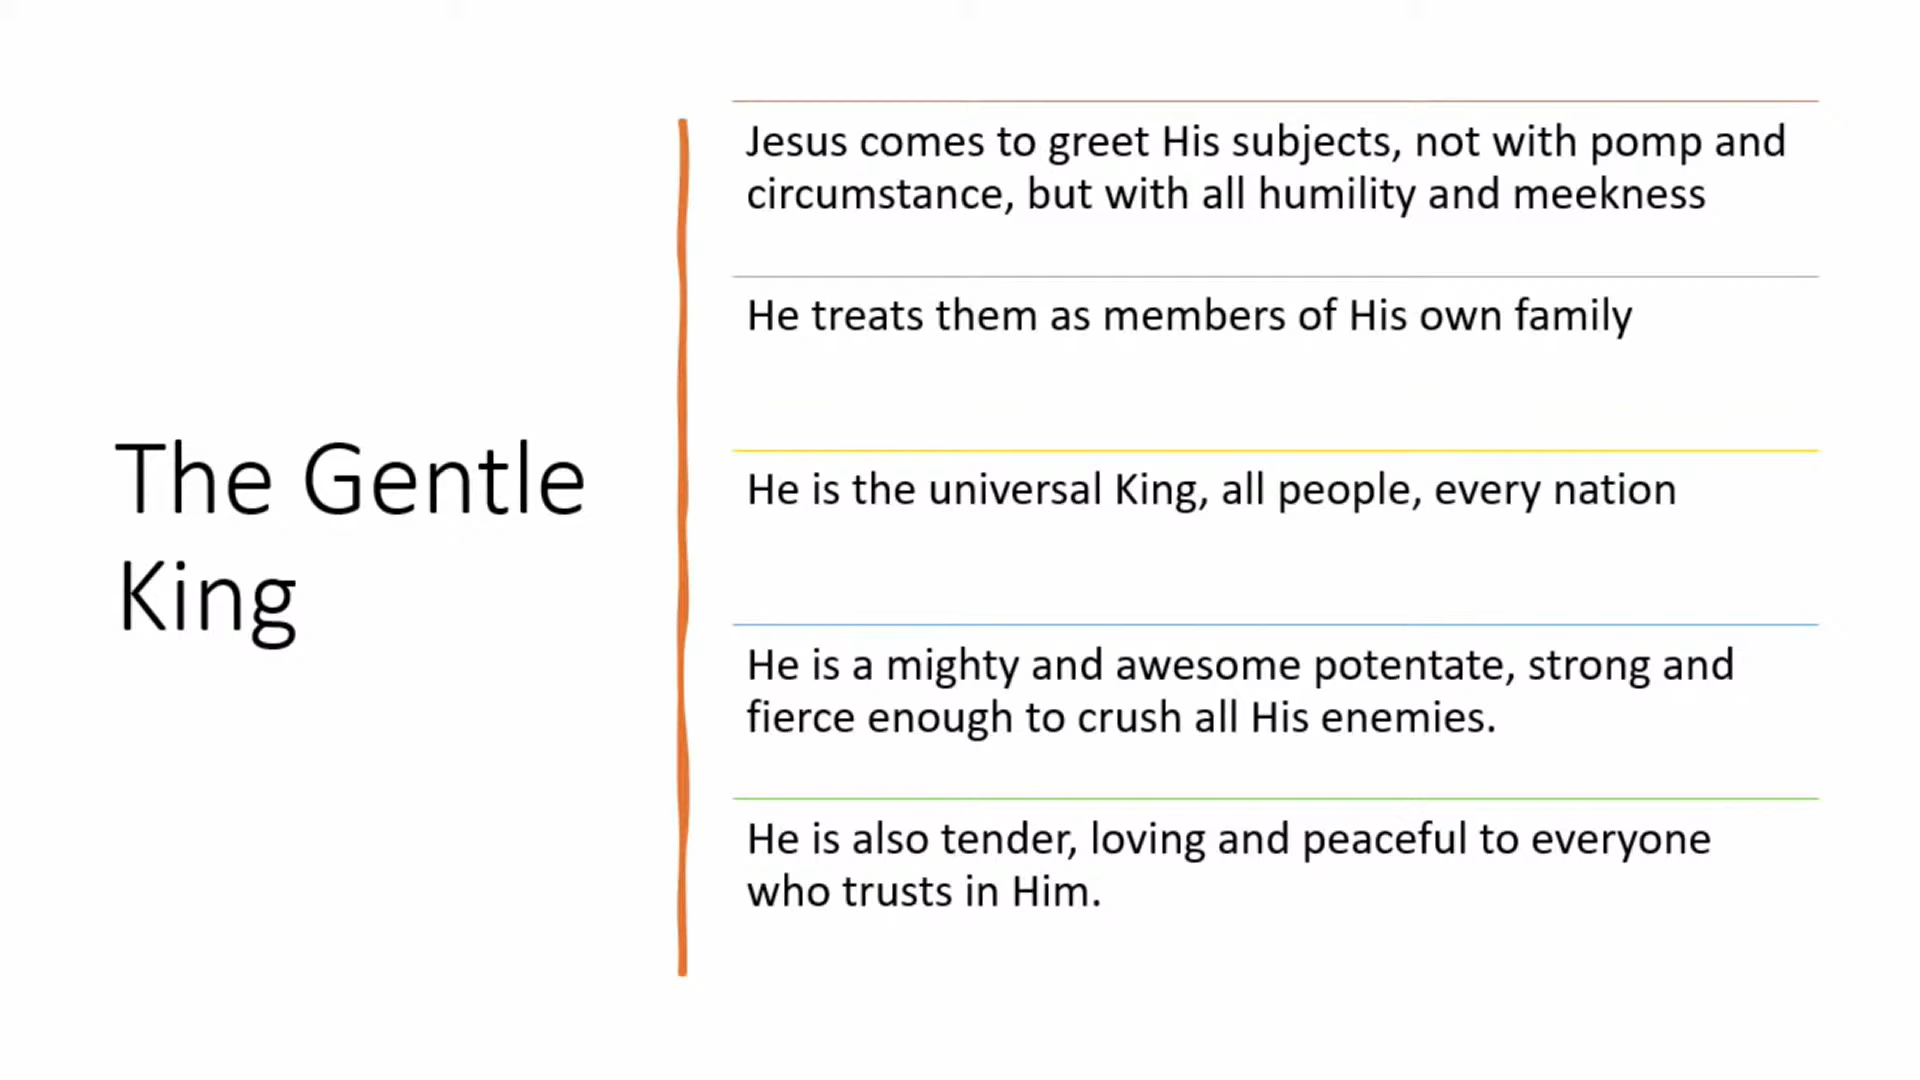 The Gentle
King
Jesus comes to greet His subjects, not with pomp and
circumstance, but with all humility and meekness
He treats them as members of His own family
He is the universal King, all people, every nation
He is a mighty and awesome potentate, strong and
fierce enough to crush all His enemies.
He is also tender, loving and peaceful to everyone
who trusts in Him.